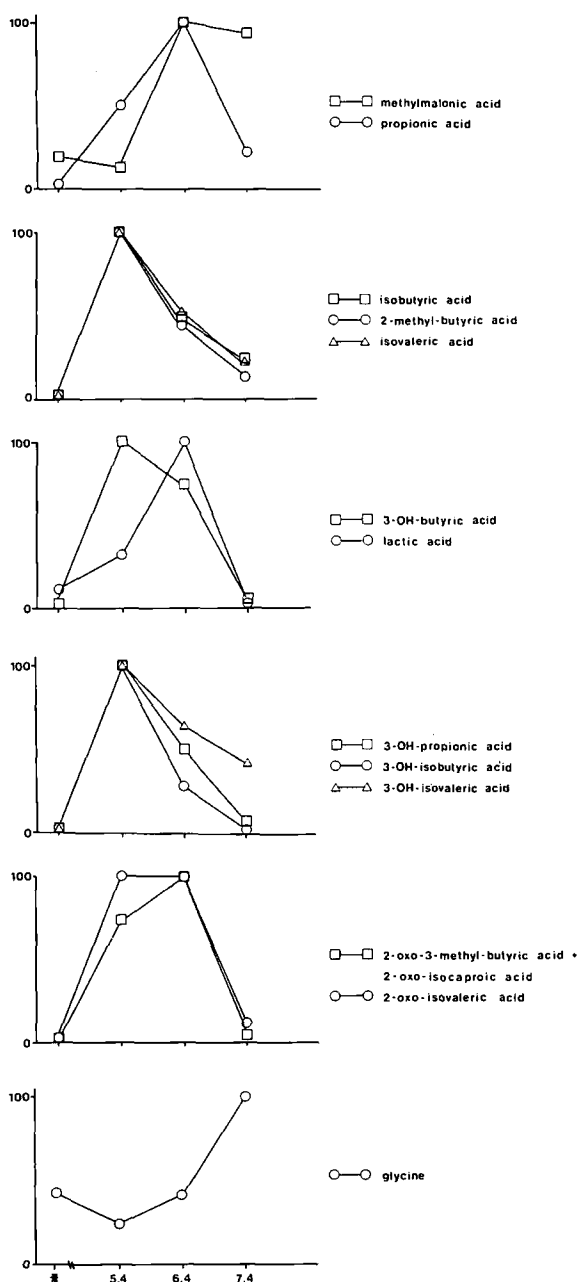 100
0
methylmalonic acid
propionic acid
100
0
isobutyric acid
2-methyl-butyric acid
isovaleric acid
100
0
3-OH-butyric acid
lactic acid
100
0
3-OH-propionic acid
3-OH-isobutyric acid
3-OH-isovaleric acid
100
0
2-oxo-3-methyl-butyric acid +
2-oxo-isocaproic acid
2-oxo-isovaleric acid
100
0
glycine
* 5.4 6.4 7.4